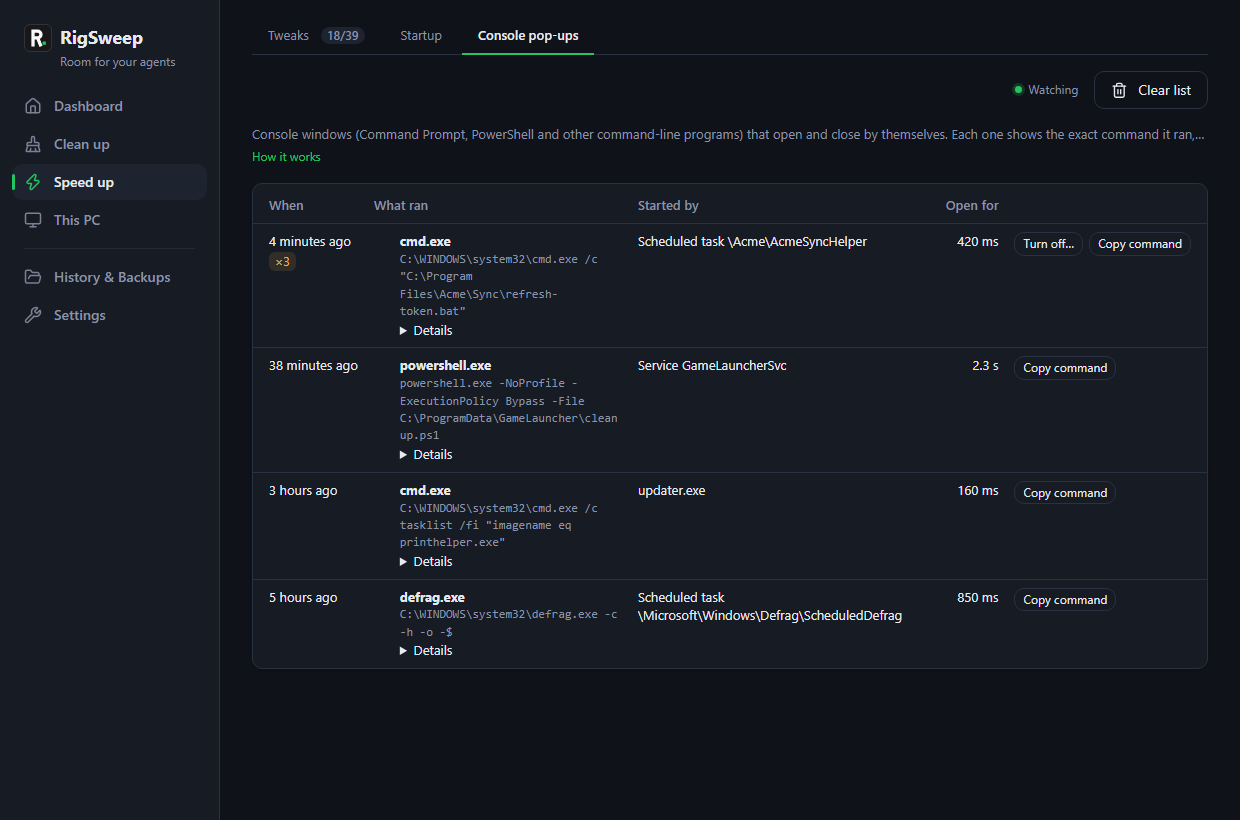 R.
RigSweep
Room for your agents
Dashboard
Clean up
Speed up
This PC
History & Backups
Settings
Tweaks 18/39 Startup Console pop-ups
Watching Clear list
Console windows (Command Prompt, PowerShell and other command-line programs) that open and close by themselves. Each one shows the exact command it ran,...
How it works
When What ran Started by Open for
4 minutes ago cmd.exe Scheduled task \Acme\AcmeSyncHelper 420 ms Turn off... Copy command
×3 C:\WINDOWS\system32\cmd.exe /c
"C:\Program
Files\Acme\Sync\refresh-
token.bat"
Details
38 minutes ago powershell.exe Service GameLauncherSvc 2.3 s Copy command
powershell.exe -NoProfile -
ExecutionPolicy Bypass -File
C:\ProgramData\GameLauncher\clean
up.ps1
Details
3 hours ago cmd.exe updater.exe 160 ms Copy command
C:\WINDOWS\system32\cmd.exe /c
tasklist /fi "imagename eq
printhelper.exe"
Details
5 hours ago defrag.exe Scheduled task 850 ms Copy command
C:\WINDOWS\system32\defrag.exe -c \Microsoft\Windows\Defrag\ScheduledDefrag
-h -o -$
Details